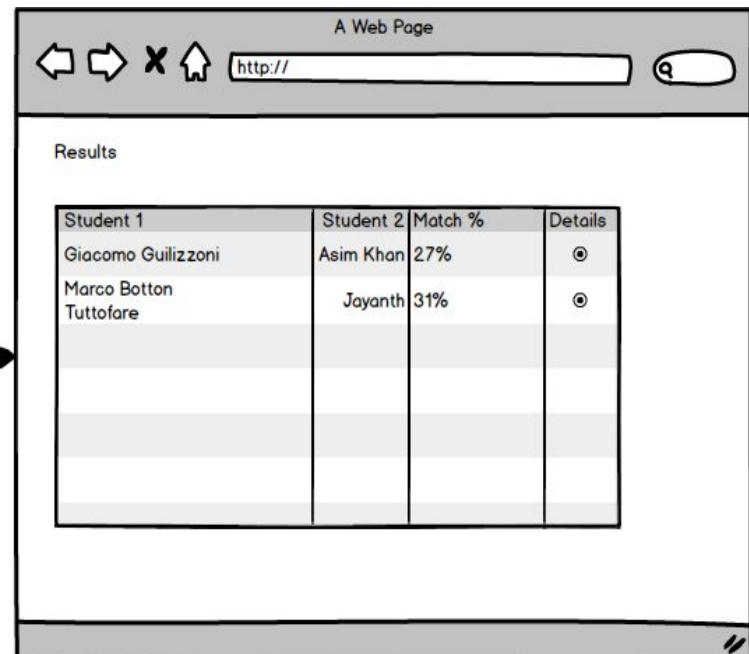 A Web Page
http://
Results
Student 1 Student 2 Match % Details
Giacomo Guilizzoni Asim Khan 27%
Marco Botton
Tuttofare Jayanth 31%